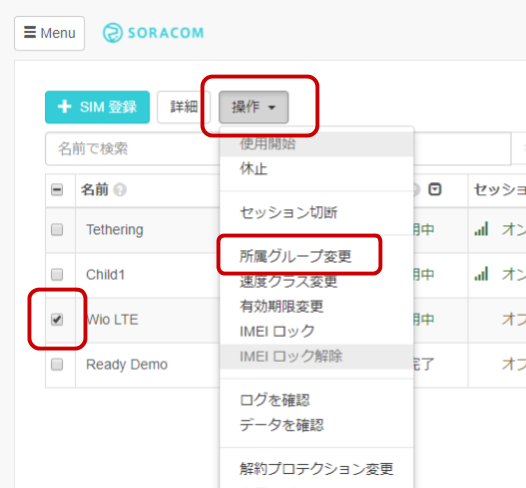 Menu
SORACOM
SIM 登録
詳細
操作
名前で検索
使用開始
休止
名前
セッション切断
セッショ
Tethering
用中
オン
所属グループ変更
Child1
速度クラス変更
用中
オン
有効期限変更
Wio LTE
用中
オフ
IMEI ロック
IMEI ロック解除
Ready Demo
完了
オフ
ログを確認
データを確認
解約プロテクション変更